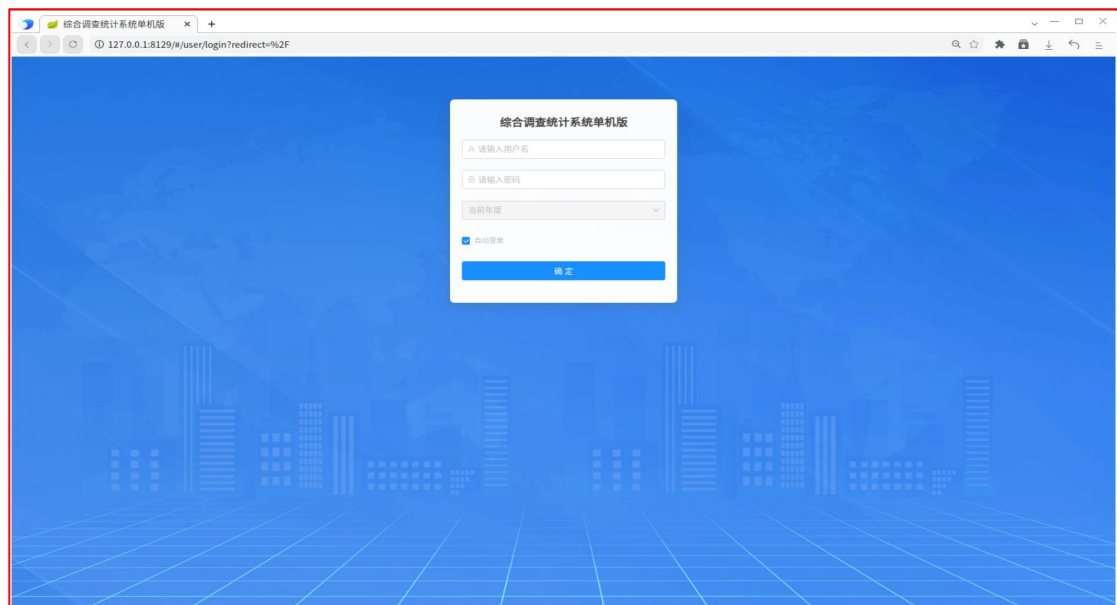 综合调查统计系统单机版
127.0.0.1:8129/#/user/login?redirect=%2F
综合调查统计系统单机版
请输入用户名
请输入密码
当前年度
自动登录
确 定